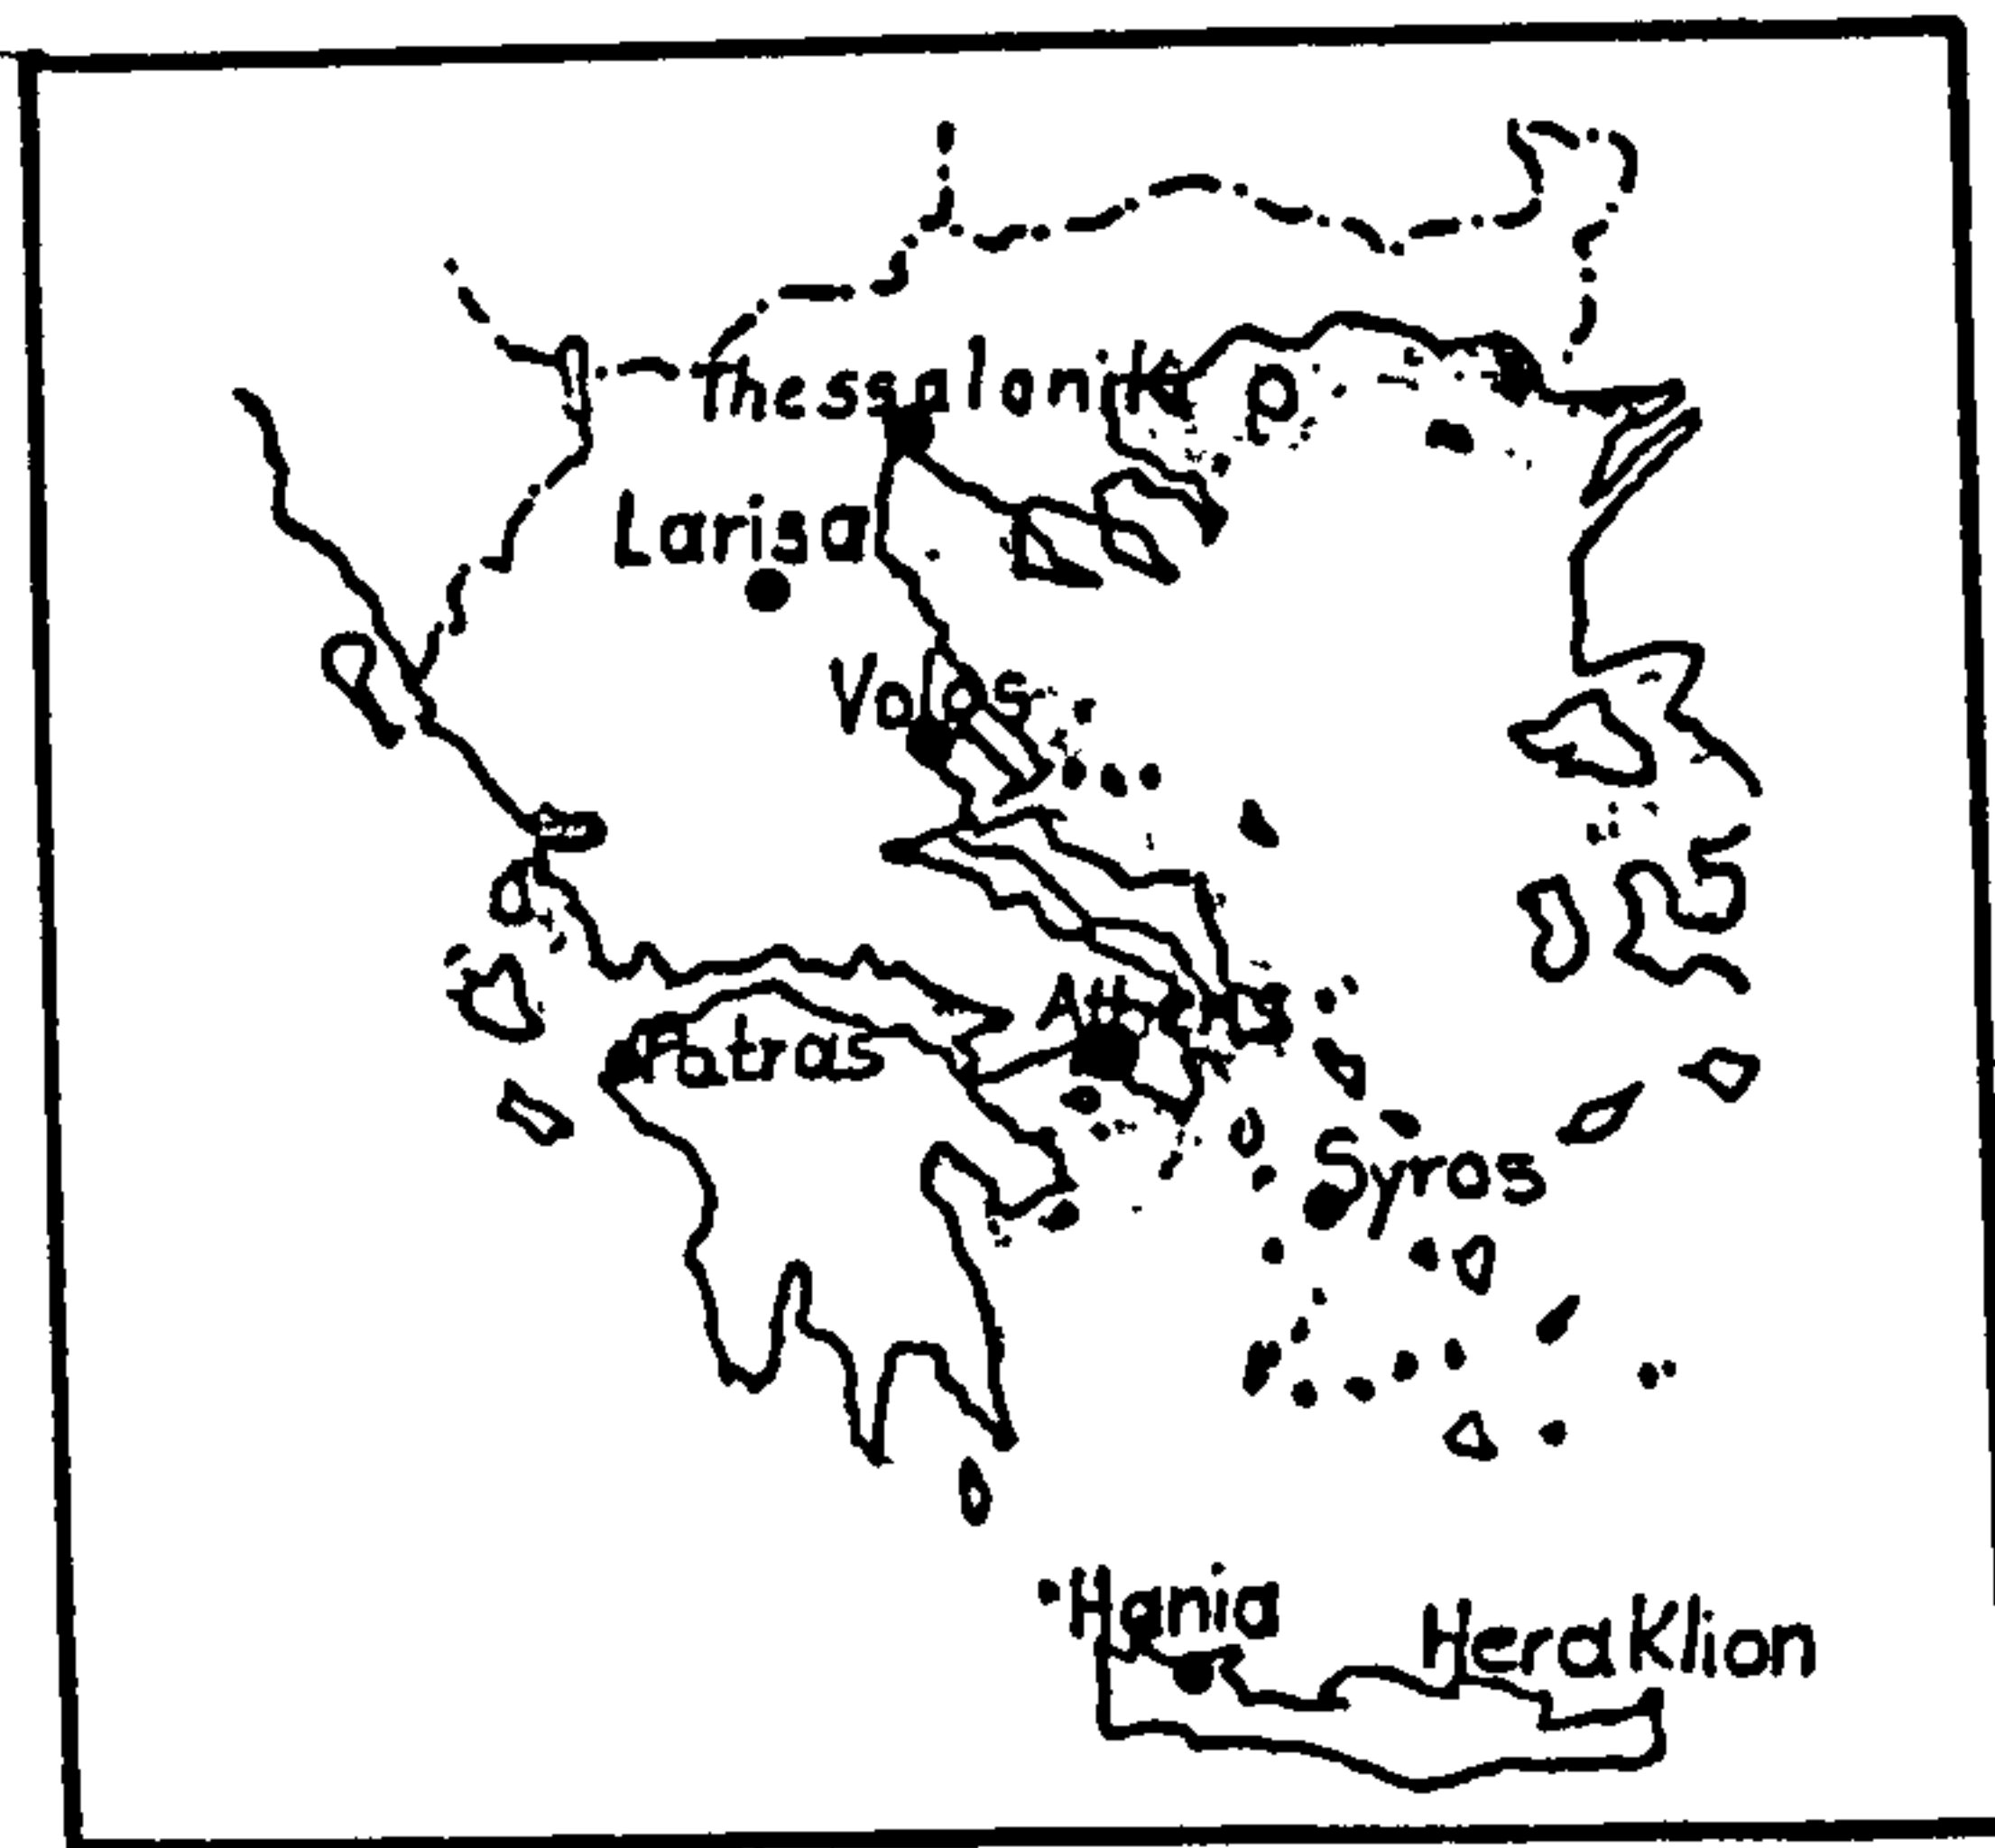 Thessaloniki
Larisa
Volos
Athens
Patras
Syros
Hania
HeraKlion